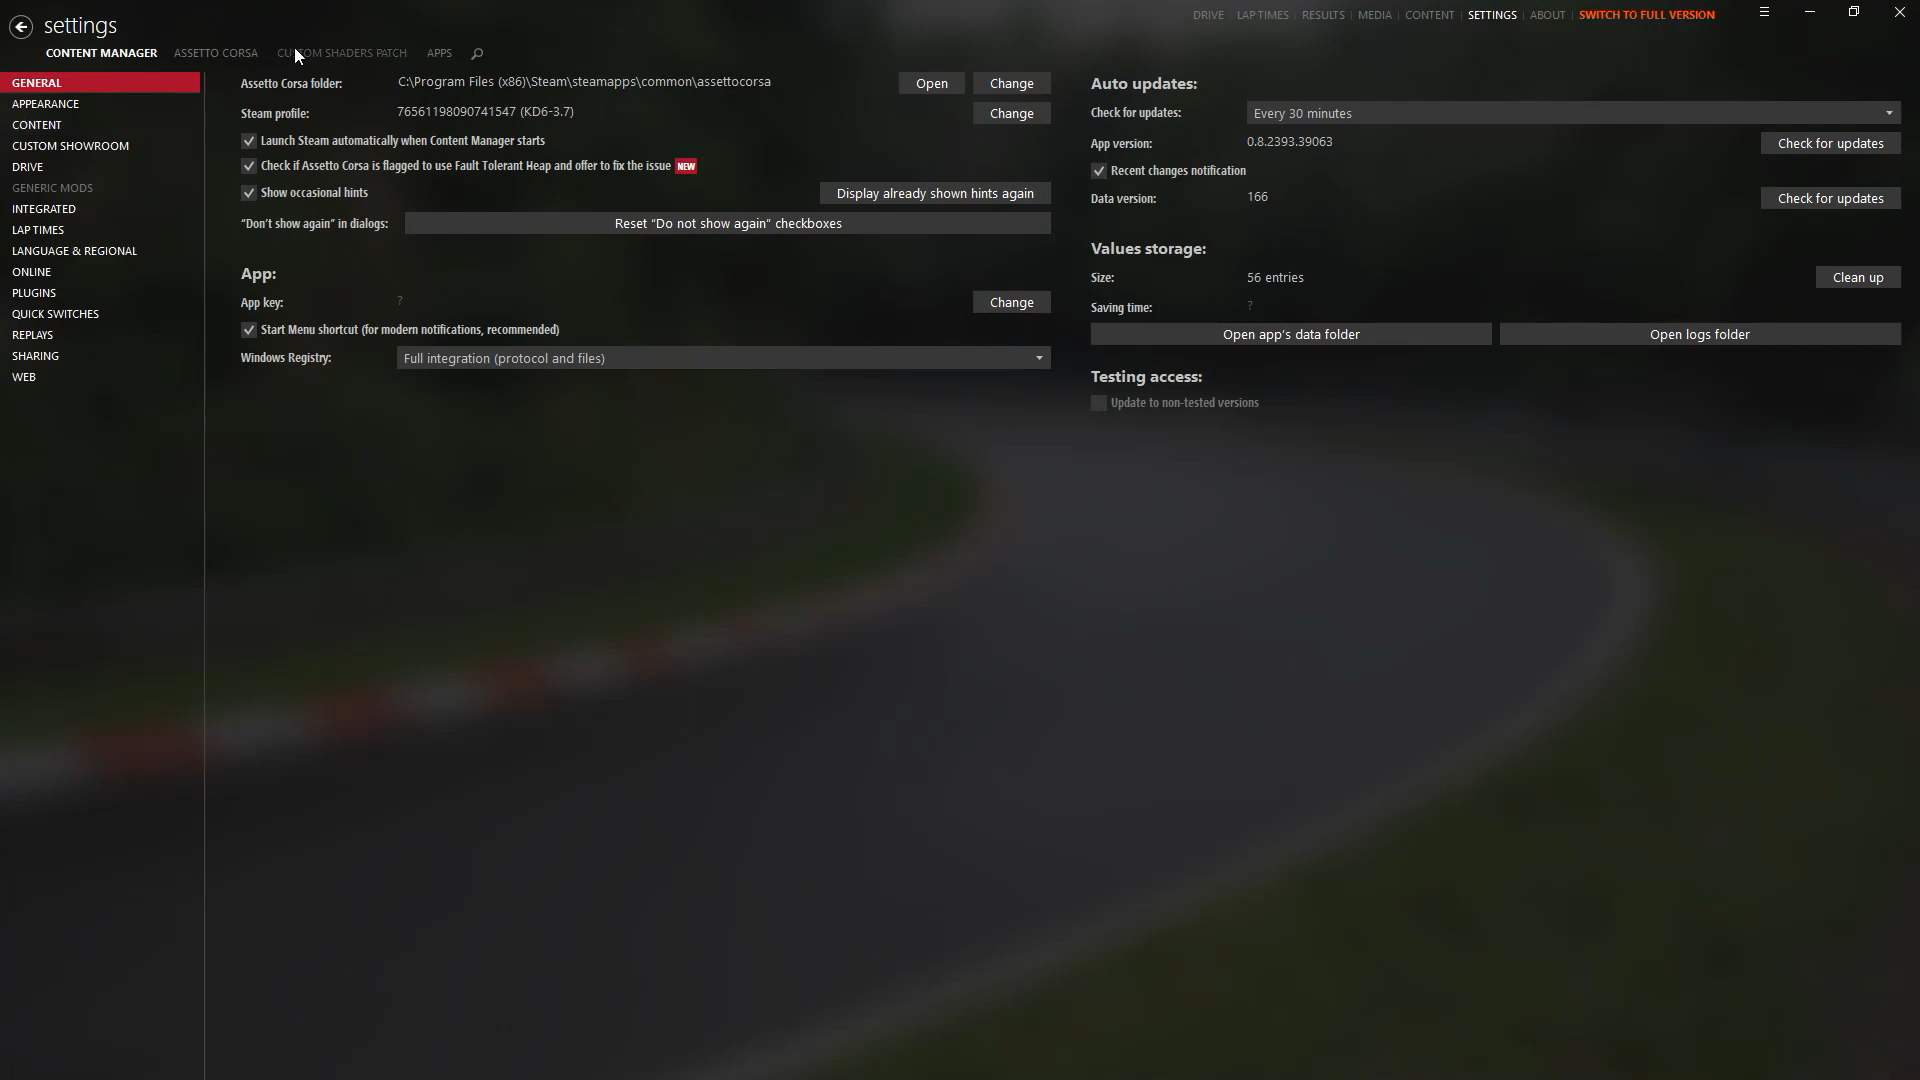 settings
DRIVE | LAP TIMES | RESULTS | MEDIA | CONTENT | SETTINGS | ABOUT | SWITCH TO FULL VERSION
CONTENT MANAGER ASSETTO CORSA CUSTOM SHADERS PATCH APPS
GENERAL
APPEARANCE
CONTENT
CUSTOM SHOWROOM
DRIVE
GENERIC MODS
INTEGRATED
LAP TIMES
LANGUAGE & REGIONAL
ONLINE
PLUGINS
QUICK SWITCHES
REPLAYS
SHARING
WEB
Assetto Corsa folder: C:\Program Files (x86)\Steam\steamapps\common\assettocorsa Open Change
Steam profile: 76561198090741547 (KD6-3.7) Change
Launch Steam automatically when Content Manager starts
Check if Assetto Corsa is flagged to use Fault Tolerant Heap and offer to fix the issue NEW
Show occasional hints Display already shown hints again
“Don't show again” in dialogs: Reset “Do not show again” checkboxes
App:
App key: ? Change
Start Menu shortcut (for modern notifications, recommended)
Windows Registry: Full integration (protocol and files)
Auto updates:
Check for updates: Every 30 minutes
App version: 0.8.2393.39063 Check for updates
Recent changes notification
Data version: 166 Check for updates
Values storage:
Size: 56 entries Clean up
Saving time: ?
Open app's data folder Open logs folder
Testing access:
Update to non-tested versions